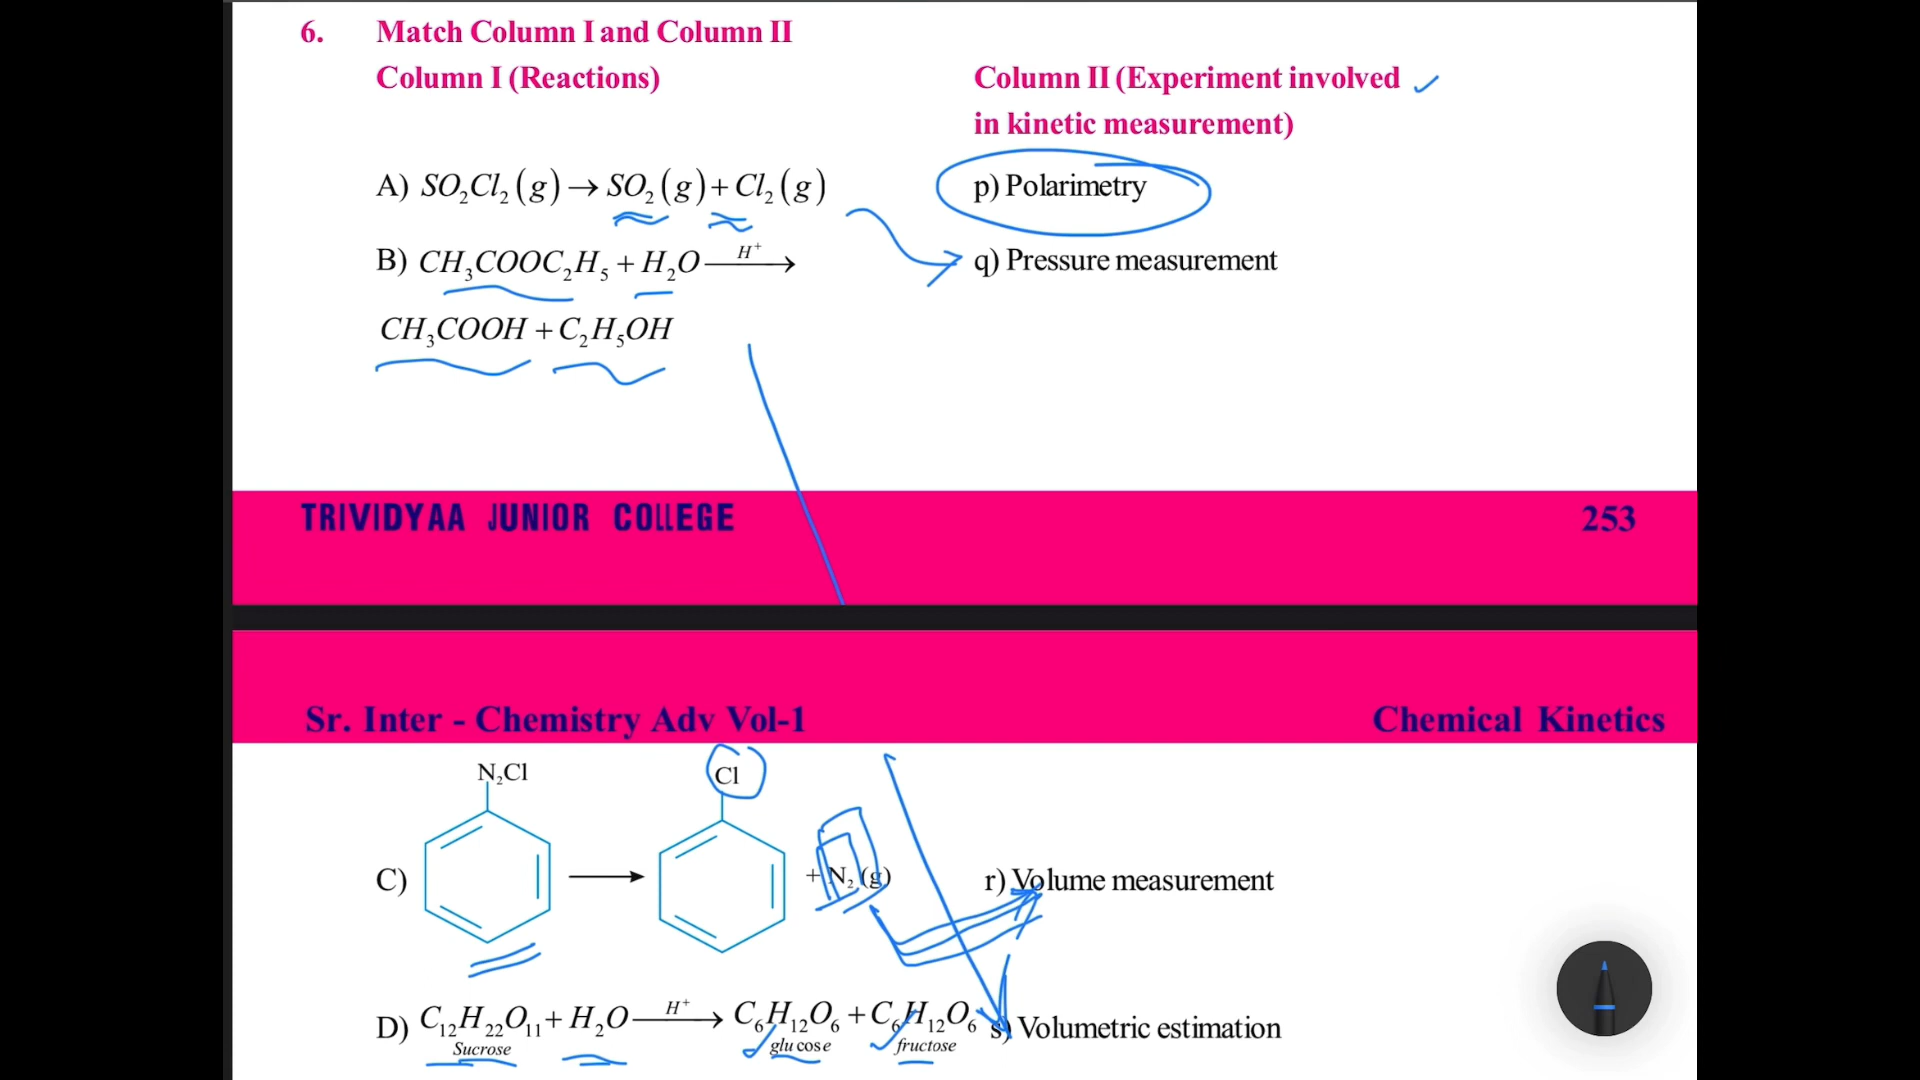 6. Match Column I and Column II
Column I (Reactions) Column II (Experiment involved
in kinetic measurement)
A) SO₂Cl₂(g) → SO₂(g) + Cl₂(g) p) Polarimetry
B) CH₃COOC₂H₅ + H₂O —H⁺→ q) Pressure measurement
CH₃COOH + C₂H₅OH
TRIVIDYAA JUNIOR COLLEGE 253
Sr. Inter - Chemistry Adv Vol-1 Chemical Kinetics
N₂Cl Cl
C) + N₂(g) r) Volume measurement
D) C₁₂H₂₂O₁₁ + H₂O —H⁺→ C₆H₁₂O₆ + C₆H₁₂O₆ s) Volumetric estimation
Sucrose glucose fructose